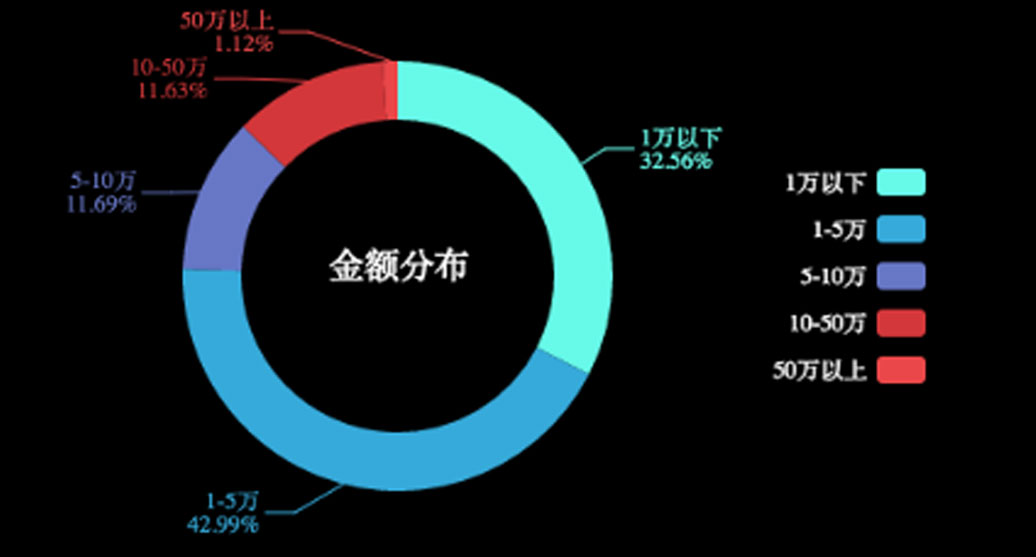 50万以上
1.12%
10-50万
11.63%
1万以下
32.56%
5-10万
11.69%
金额分布
1-5万
42.99%
1万以下
1-5万
5-10万
10-50万
50万以上